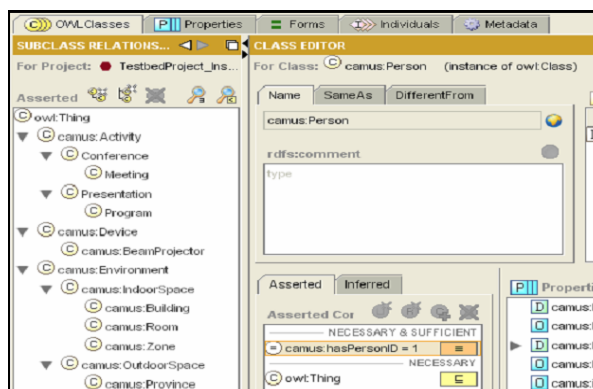 OWLClasses
Properties
Forms
Individuals
Metadata
SUBCLASS RELATIONS...
For Project: TestbedProject_Ins...
Asserted
owl:Thing
camus:Activity
Conference
Meeting
Presentation
Program
camus:Device
camus:BeamProjector
camus:Environment
camus:IndoorSpace
camus:Building
camus:Room
camus:Zone
camus:OutdoorSpace
camus:Province
CLASS EDITOR
For Class: camus:Person (instance of owl:Class)
Name
SameAs
DifferentFrom
camus:Person
rdfs:comment
type
Asserted
Inferred
Asserted Cor
NECESSARY & SUFFICIENT
camus:hasPersonID = 1
NECESSARY
owl:Thing
Properti
D camus:
O camus:
D camus:
O camus:
O camus: